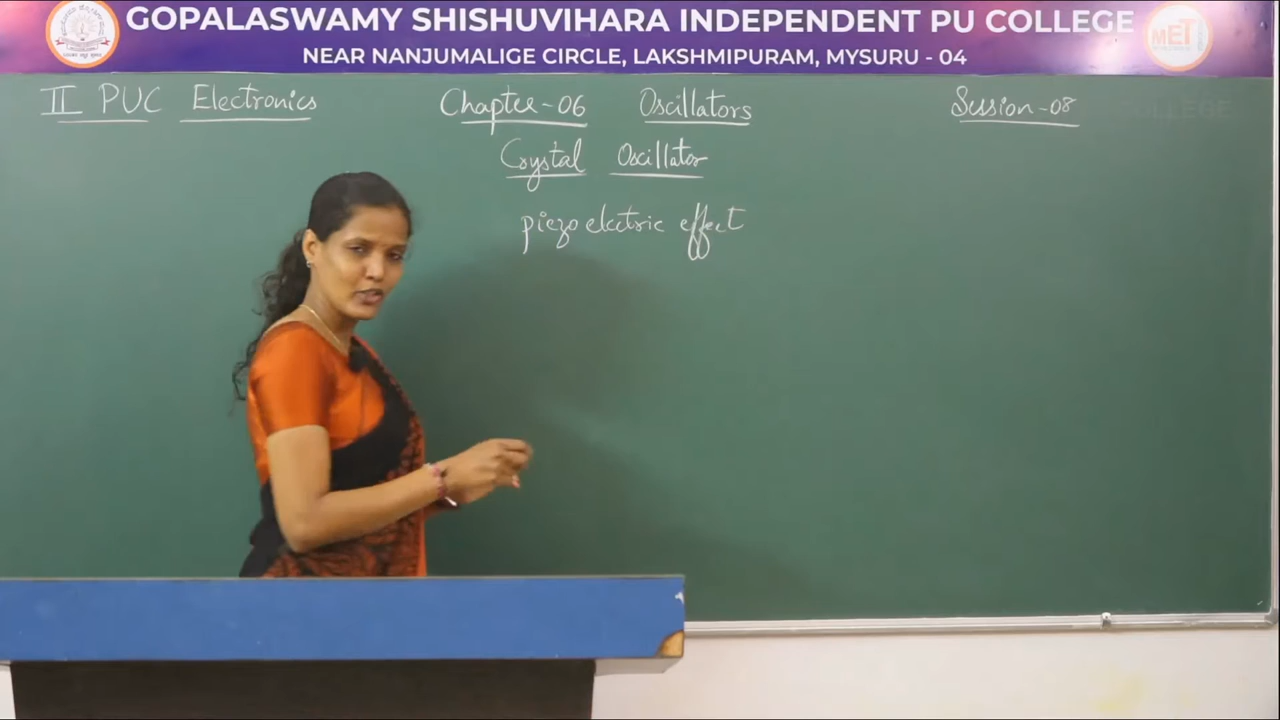 GOPALASWAMY SHISHUVIHARA INDEPENDENT PU COLLEGE
NEAR NANJUMALIGE CIRCLE, LAKSHMIPURAM, MYSURU - 04
MET
II PUC Electronics Chapter-06 Oscillators Session-08
Crystal Oscillator
piezo electric effect